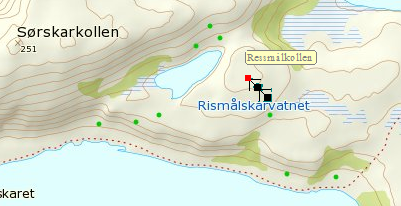 Sørskarkollen
251
Ressmålkollen
Rismålskarvatnet
skaret